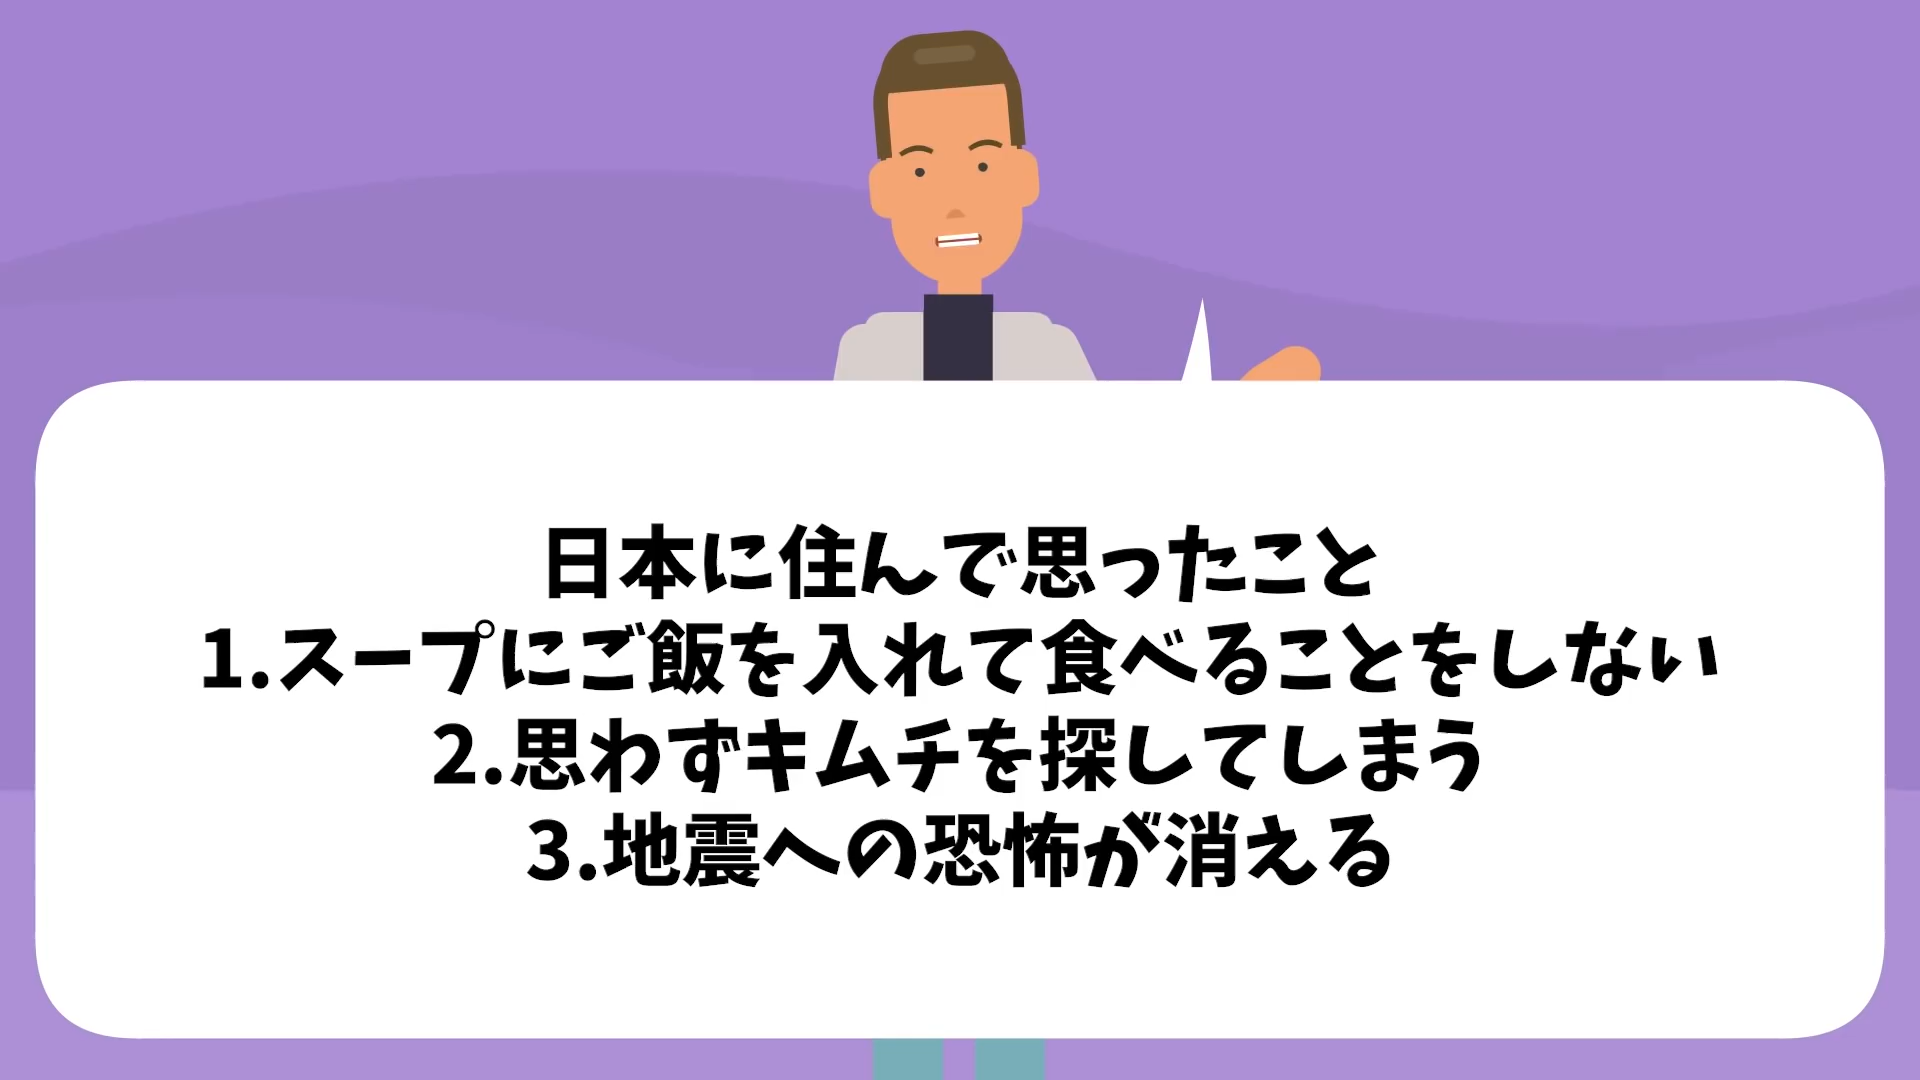 日本に住んで思ったこと
1.スープにご飯を入れて食べることをしない
2.思わずキムチを探してしまう
3.地震への恐怖が消える